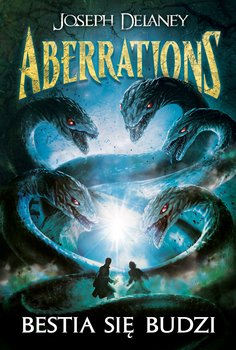 Joseph Delaney
Aberrations
Bestia się budzi